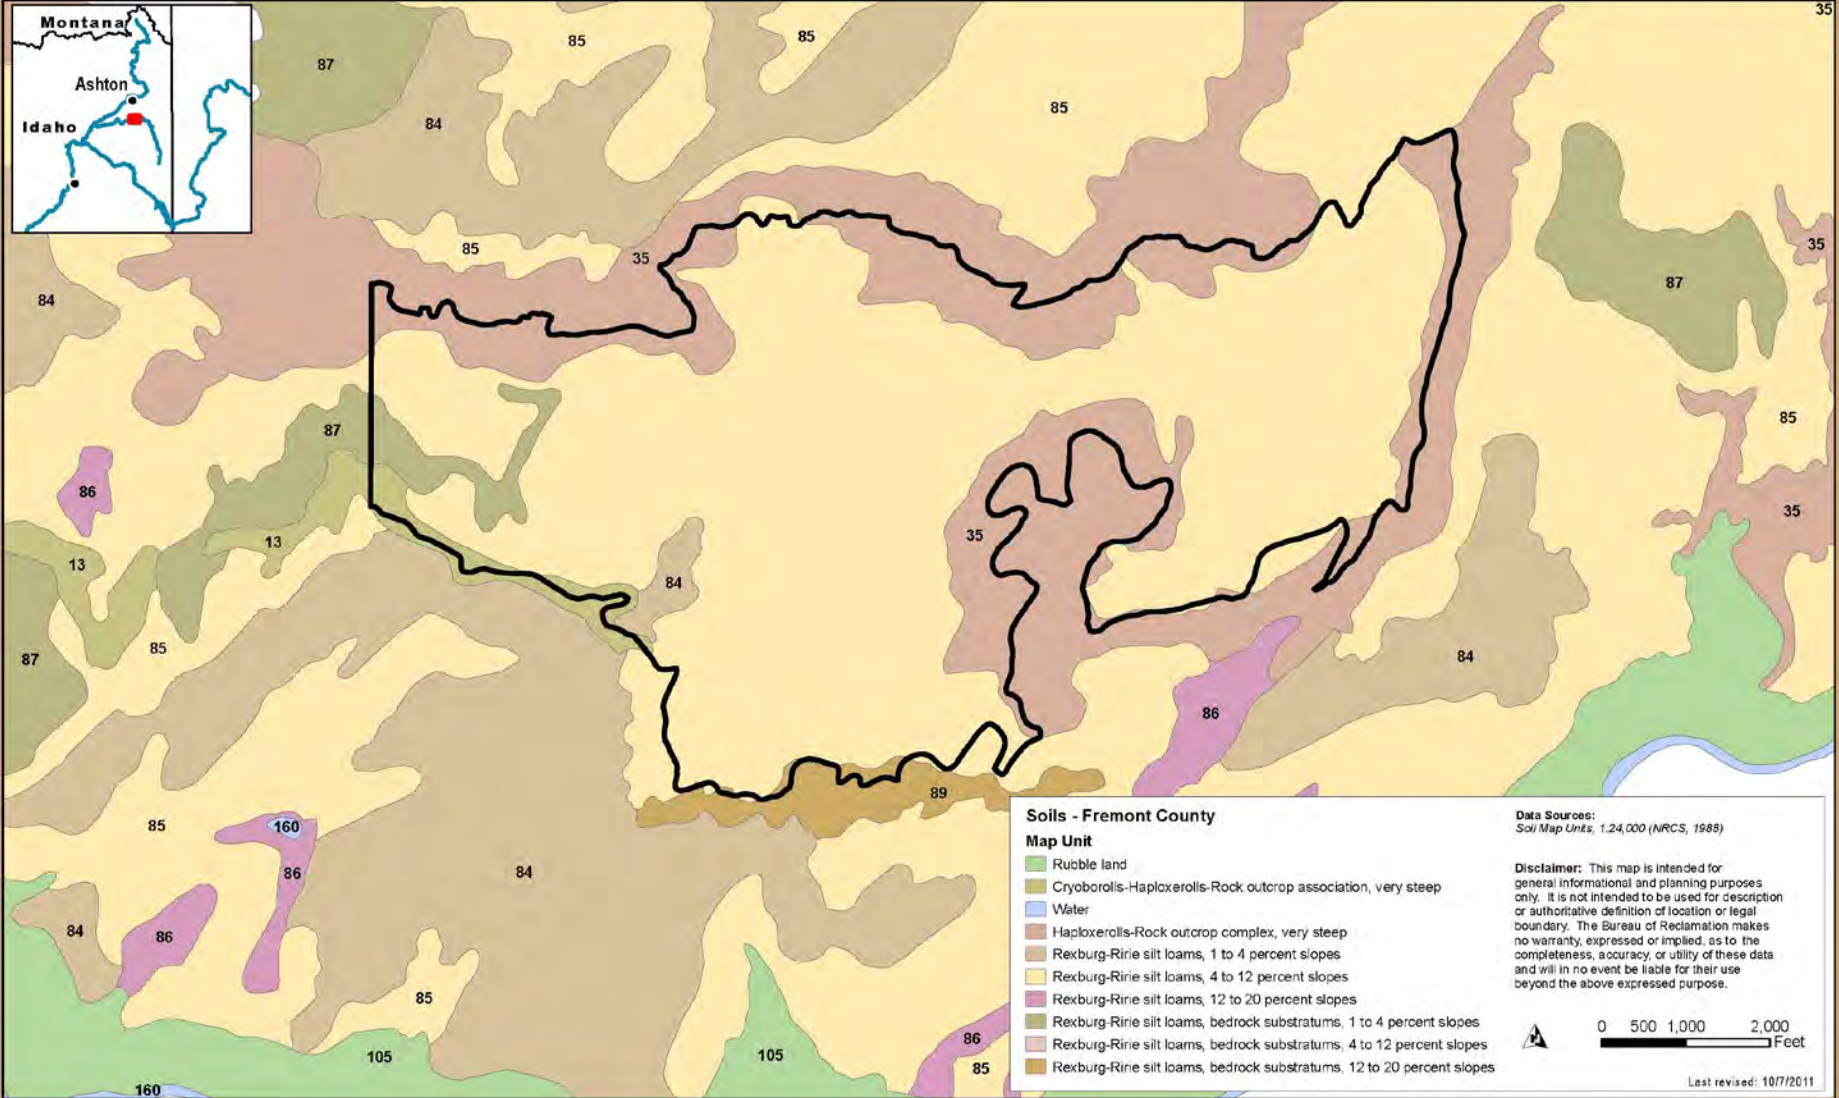 Montana
Ashton
Idaho
35
85
85
87
85
84
35
85
35
87
84
85
87
35
86
35
13
13
84
87
85
84
86
89
85
160
84
86
84
86
85
105
105
86
85
160
Soils - Fremont County
Map Unit
Rubble land
Cryoborolls-Haploxerolls-Rock outcrop association, very steep
Water
Haploxerolls-Rock outcrop complex, very steep
Rexburg-Ririe silt loams, 1 to 4 percent slopes
Rexburg-Ririe silt loams, 4 to 12 percent slopes
Rexburg-Ririe silt loams, 12 to 20 percent slopes
Rexburg-Ririe silt loams, bedrock substratums, 1 to 4 percent slopes
Rexburg-Ririe silt loams, bedrock substratums, 4 to 12 percent slopes
Rexburg-Ririe silt loams, bedrock substratums, 12 to 20 percent slopes
Data Sources:
Soil Map Units, 1:24,000 (NRCS, 1988)
Disclaimer: This map is intended for
general informational and planning purposes
only. It is not intended to be used for description
or authoritative definition of location or legal
boundary. The Bureau of Reclamation makes
no warranty, expressed or implied, as to the
completeness, accuracy, or utility of these data
and will in no event be liable for their use
beyond the above expressed purpose.
0 500 1,000 2,000
Feet
Last revised: 10/7/2011